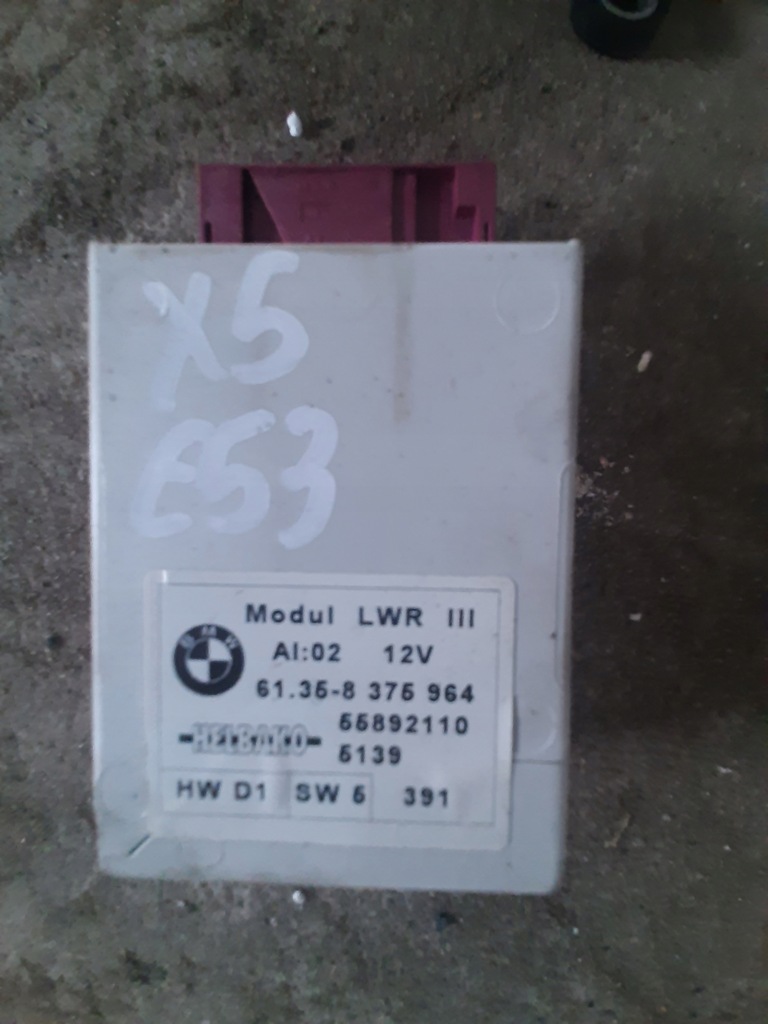 X5
E53
Modul LWR III
BMW
AI:02 12V
61.35-8 375 964
HELBAKO
55892110
5139
HW D1 SW 5 391